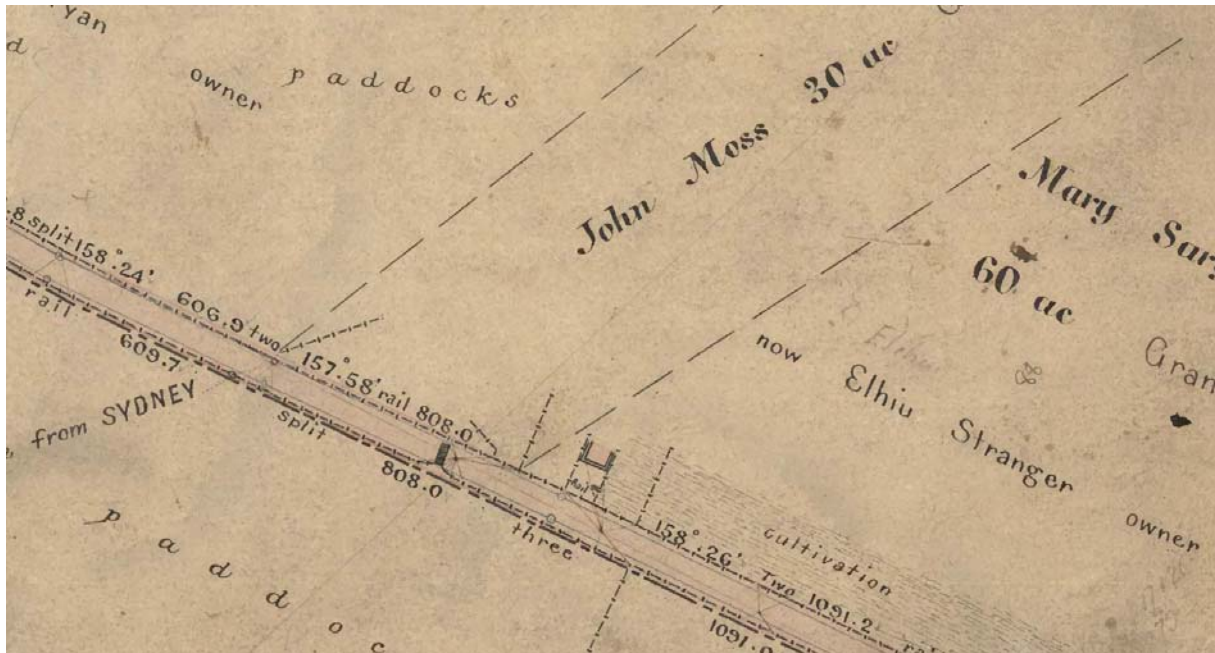 yan
d
owner
paddocks
John Moss 30 ac
Mary Sarg
60 ac
now Elhiu Stranger
owner
Gran
.8 split 158°.24'.
606.9 two
157°.58' rail 808.0
rail
609.7
from SYDNEY
split
808.0
three
158°.26'.
Two 1091.2
cultivation
1091.0
paddoc